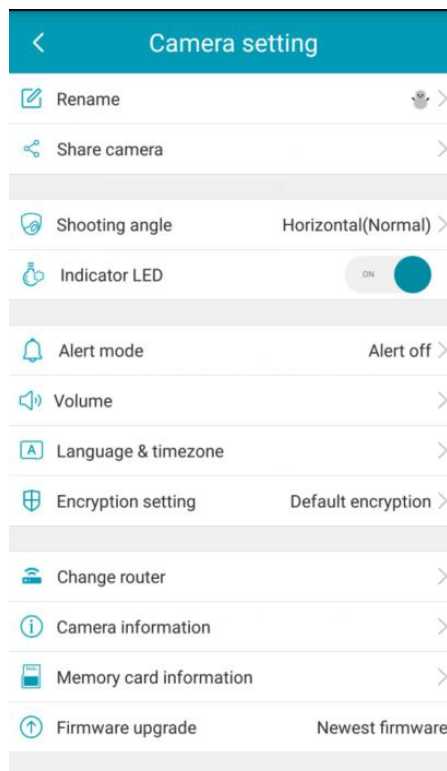 Camera setting
Rename
Share camera
Shooting angle Horizontal(Normal)
Indicator LED ON
Alert mode Alert off
Volume
A Language & timezone
Encryption setting Default encryption
Change router
Camera information
Memory card information
Firmware upgrade Newest firmware